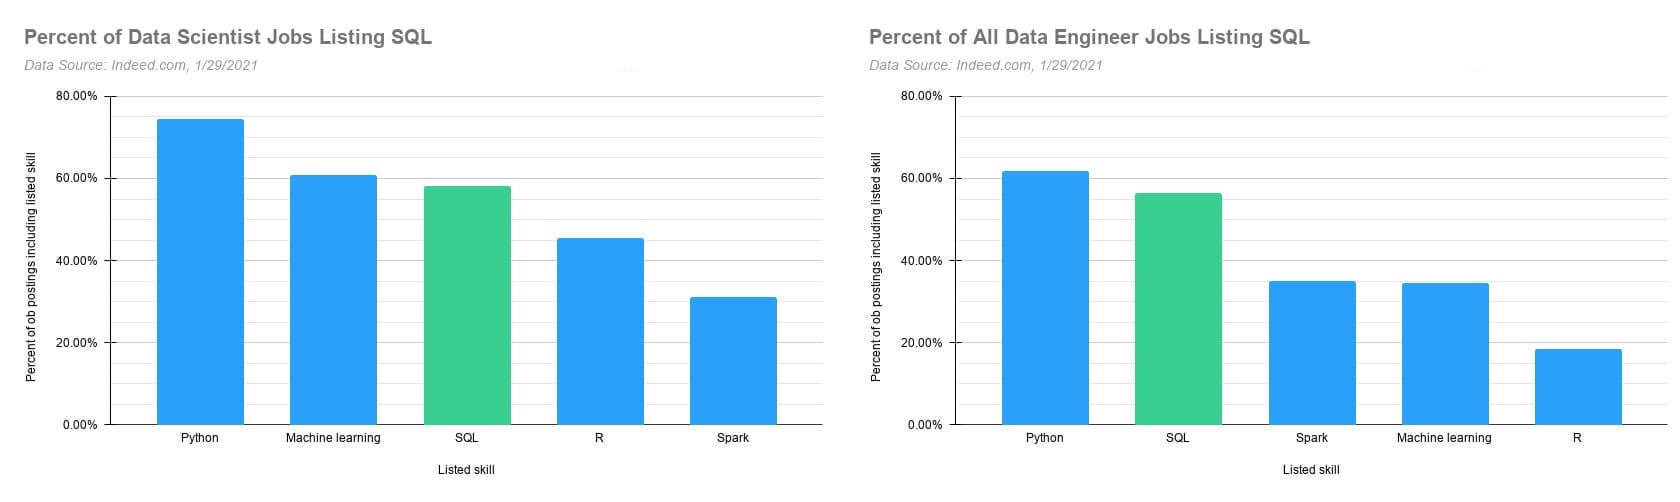 Percent of Data Scientist Jobs Listing SQL
Data Source: Indeed.com, 1/29/2021
80.00%
60.00%
40.00%
20.00%
0.00%
Percent of ob postings including listed skill
Python
Machine learning
SQL
R
Spark
Listed skill
Percent of All Data Engineer Jobs Listing SQL
Data Source: Indeed.com, 1/29/2021
80.00%
60.00%
40.00%
20.00%
0.00%
Percent of ob postings including listed skill
Python
SQL
Spark
Machine learning
R
Listed skill